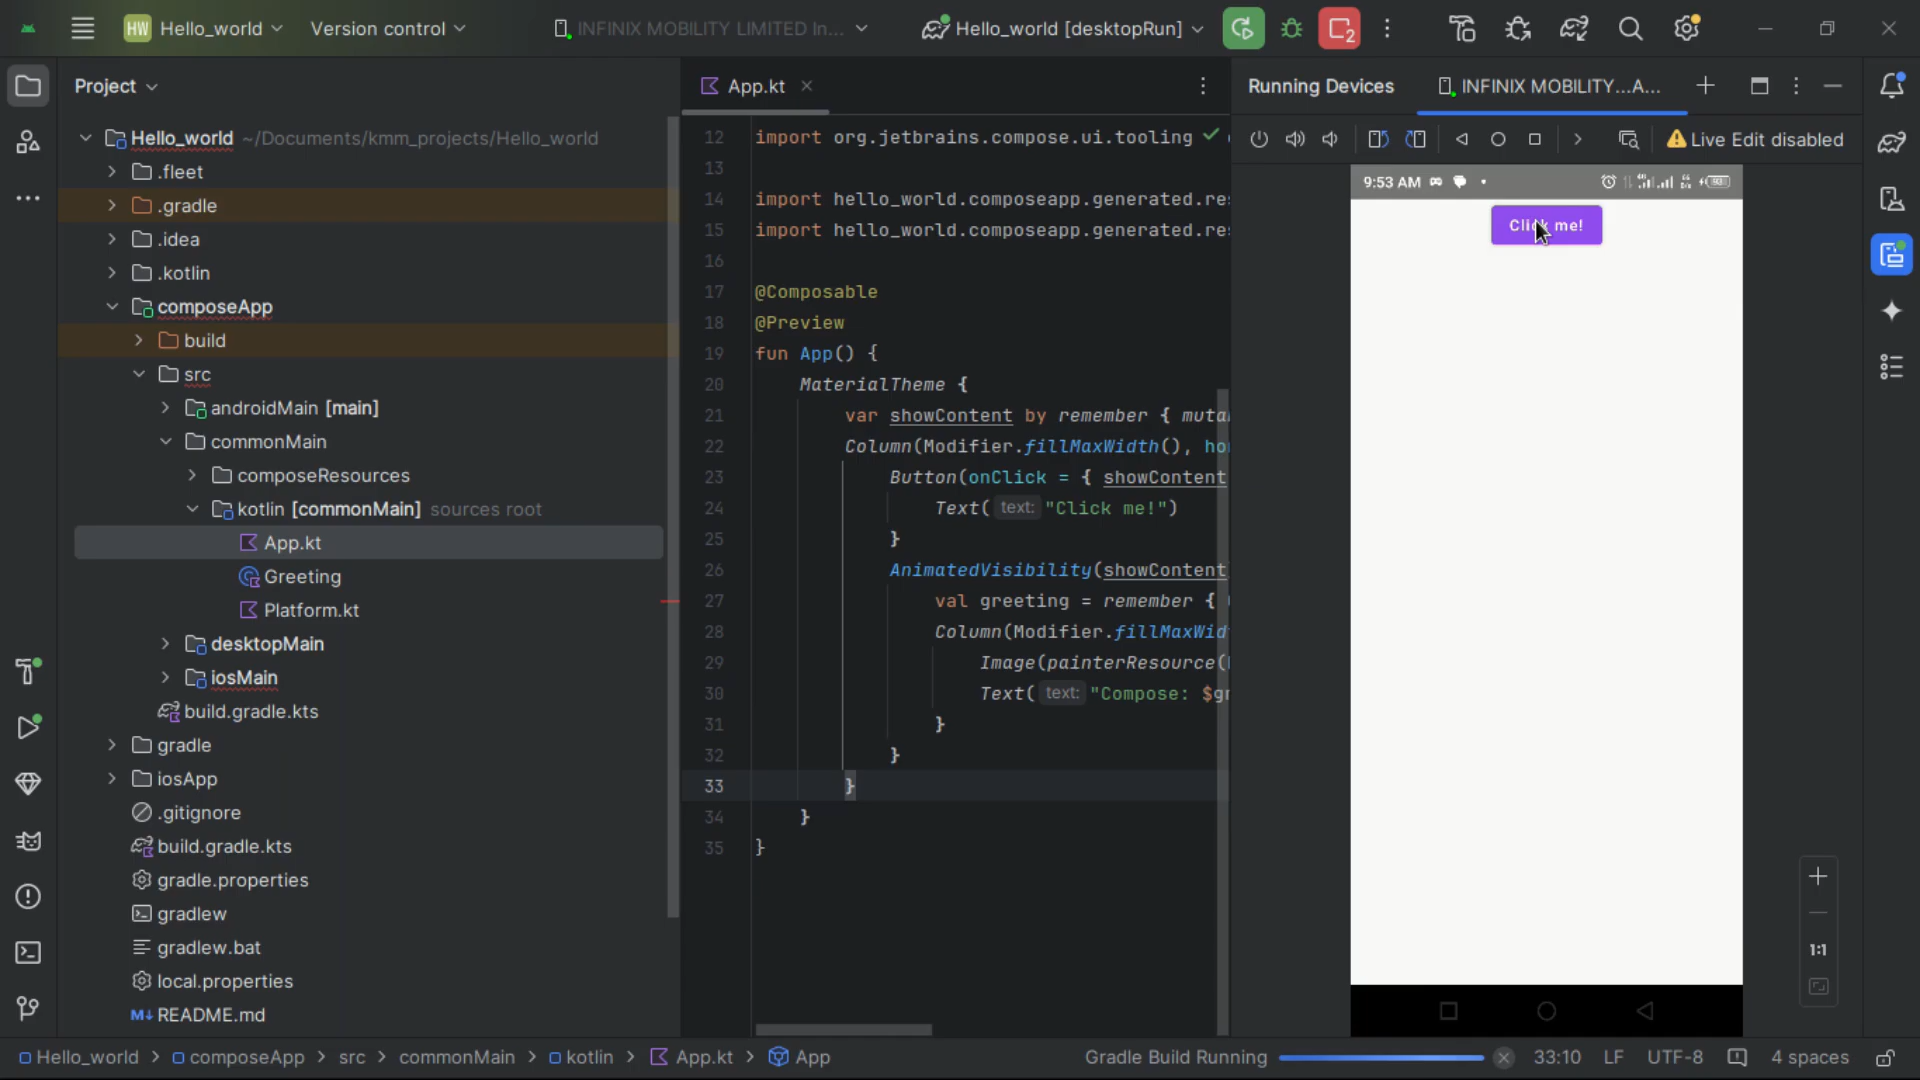 HW Hello_world
Version control
INFINIX MOBILITY LIMITED In...
Hello_world [desktopRun]
2
Project
App.kt
Running Devices
INFINIX MOBILITY...A...
Live Edit disabled
Hello_world ~/Documents/kmm_projects/Hello_world
.fleet
.gradle
.idea
.kotlin
composeApp
build
src
androidMain [main]
commonMain
composeResources
kotlin [commonMain] sources root
App.kt
Greeting
Platform.kt
desktopMain
iosMain
build.gradle.kts
gradle
iosApp
.gitignore
build.gradle.kts
gradle.properties
gradlew
gradlew.bat
local.properties
M↓ README.md
12 import org.jetbrains.compose.ui.tooling
13
14 import hello_world.composeapp.generated.res
15 import hello_world.composeapp.generated.res
16
17 @Composable
18 @Preview
19 fun App() {
20 MaterialTheme {
21 var showContent by remember { muta
22 Column(Modifier.fillMaxWidth(), ho
23 Button(onClick = { showContent
24 Text( text: "Click me!")
25 }
26 AnimatedVisibility(showContent
27 val greeting = remember {
28 Column(Modifier.fillMaxWid
29 Image(painterResource(
30 Text( text: "Compose: $gr
31 }
32 }
33 }
34 }
35 }
9:53 AM
Click me!
1:1
Hello_world > composeApp > src > commonMain > kotlin > App.kt > App
Gradle Build Running
33:10 LF UTF-8 4 spaces